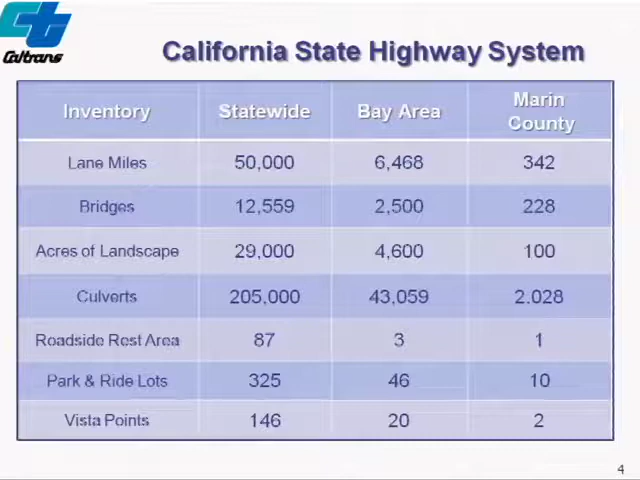 Caltrans
California State Highway System
Inventory Statewide Bay Area Marin County
Lane Miles 50,000 6,468 342
Bridges 12,559 2,500 228
Acres of Landscape 29,000 4,600 100
Culverts 205,000 43,059 2.028
Roadside Rest Area 87 3 1
Park & Ride Lots 325 46 10
Vista Points 146 20 2
4